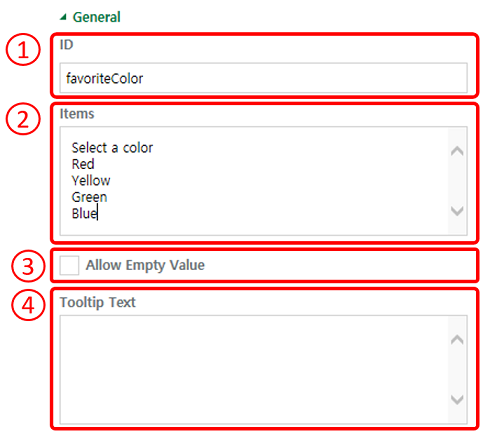 General
1
ID
favoriteColor
2
Items
Select a color
Red
Yellow
Green
Blue
3
Allow Empty Value
4
Tooltip Text